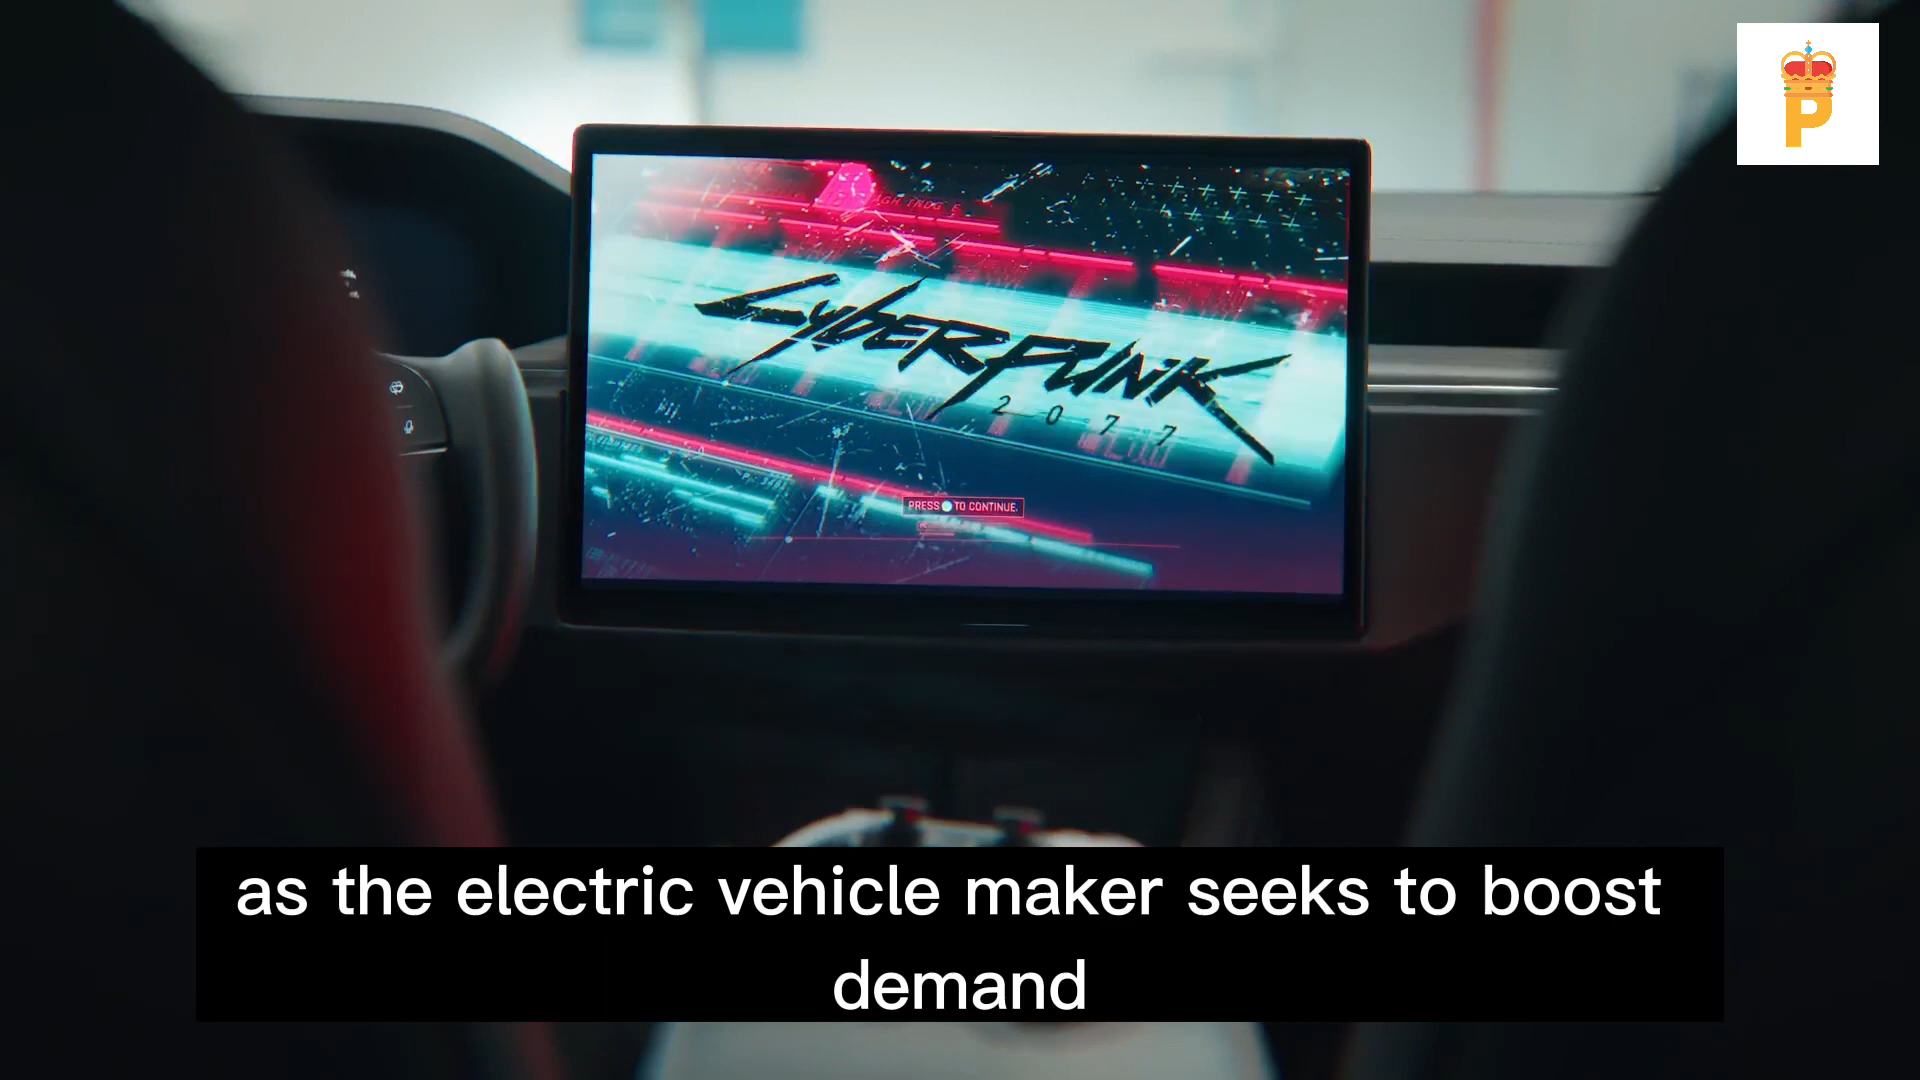 P
CYBERPUNK
2077
PRESS TO CONTINUE
as the electric vehicle maker seeks to boost
demand